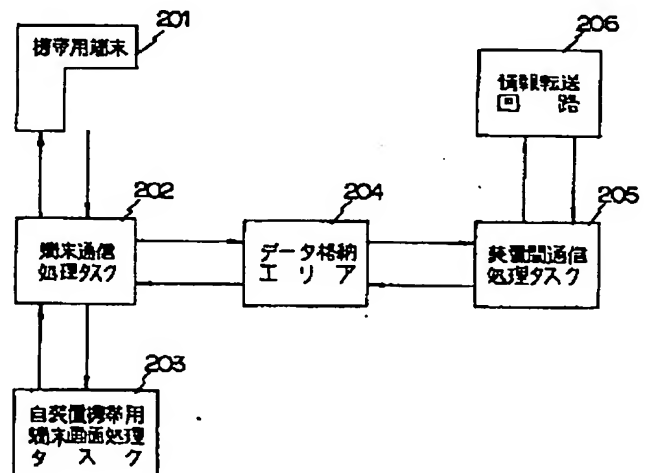 201
携帯用端末
206
情報転送
回路
202
端末通信
処理タスク
204
データ格納
エリア
205
装置間通信
処理タスク
203
自装置携帯用
端末画面処理
タスク